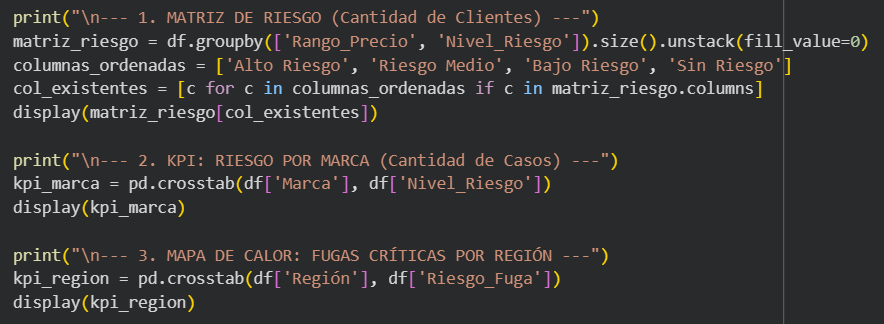 print("\n--- 1. MATRIZ DE RIESGO (Cantidad de Clientes) ---")
matriz_riesgo = df.groupby(['Rango_Precio', 'Nivel_Riesgo']).size().unstack(fill_value=0)
columnas_ordenadas = ['Alto Riesgo', 'Riesgo Medio', 'Bajo Riesgo', 'Sin Riesgo']
col_existentes = [c for c in columnas_ordenadas if c in matriz_riesgo.columns]
display(matriz_riesgo[col_existentes])

print("\n--- 2. KPI: RIESGO POR MARCA (Cantidad de Casos) ---")
kpi_marca = pd.crosstab(df['Marca'], df['Nivel_Riesgo'])
display(kpi_marca)

print("\n--- 3. MAPA DE CALOR: FUGAS CRÍTICAS POR REGIÓN ---")
kpi_region = pd.crosstab(df['Región'], df['Riesgo_Fuga'])
display(kpi_region)